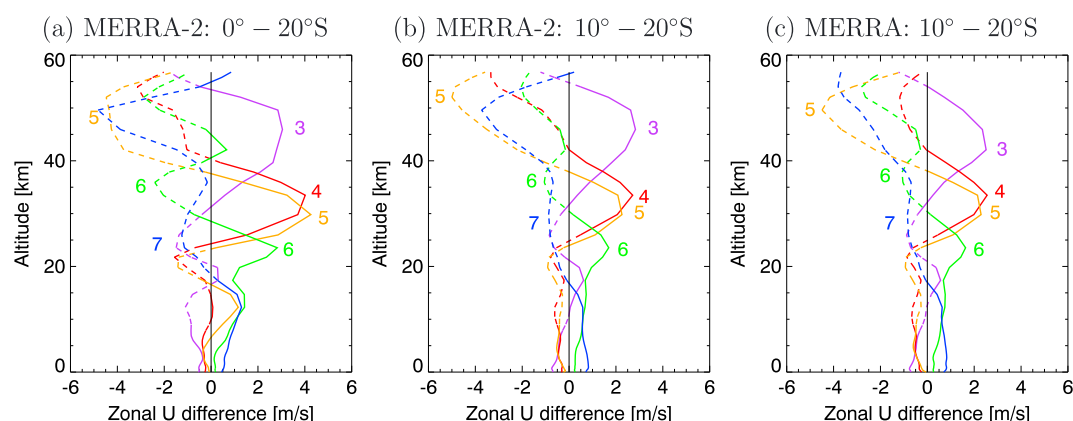 (a) MERRA-2: 0° − 20°S
(b) MERRA-2: 10° − 20°S
(c) MERRA: 10° − 20°S
60
40
20
0
Altitude [km]
5
3
6
4
5
7
6
-6 -4 -2 0 2 4 6
Zonal U difference [m/s]
60
40
20
0
Altitude [km]
5
3
6
4
5
7
6
-6 -4 -2 0 2 4 6
Zonal U difference [m/s]
60
40
20
0
Altitude [km]
5
3
6
4
5
7
6
-6 -4 -2 0 2 4 6
Zonal U difference [m/s]